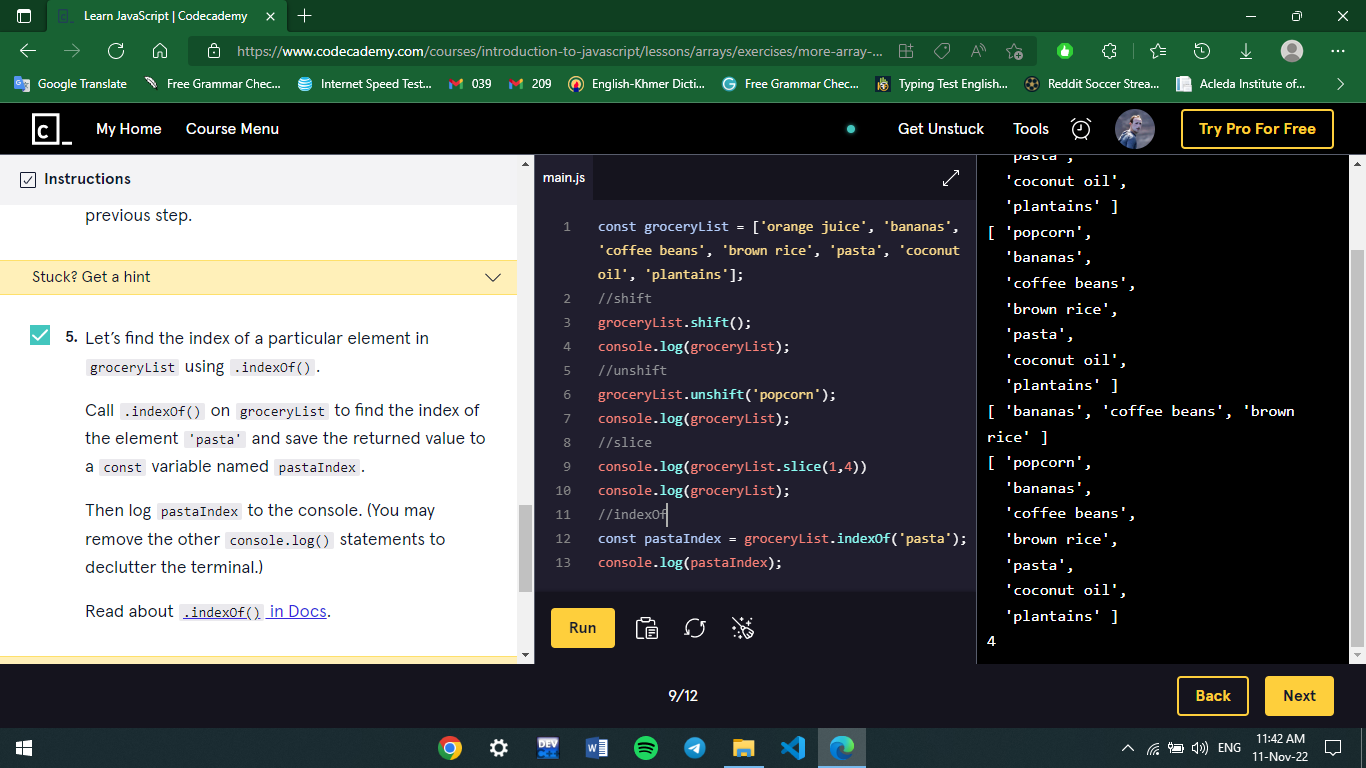 Learn JavaScript | Codecademy
https://www.codecademy.com/courses/introduction-to-javascript/lessons/arrays/exercises/more-array-...
Google Translate
Free Grammar Chec...
Internet Speed Test...
039
209
English-Khmer Dicti...
Free Grammar Chec...
Typing Test English...
Reddit Soccer Strea...
Acleda Institute of...
c_
My Home
Course Menu
Get Unstuck
Tools
Try Pro For Free
Instructions
previous step.
Stuck? Get a hint
5. Let's find the index of a particular element in
groceryList using .indexOf().
Call .indexOf() on groceryList to find the index of
the element 'pasta' and save the returned value to
a const variable named pastaIndex.
Then log pastaIndex to the console. (You may
remove the other console.log() statements to
declutter the terminal.)
Read about .indexOf() in Docs.
main.js
1 const groceryList = ['orange juice', 'bananas',
'coffee beans', 'brown rice', 'pasta', 'coconut
oil', 'plantains'];
2 //shift
3 groceryList.shift();
4 console.log(groceryList);
5 //unshift
6 groceryList.unshift('popcorn');
7 console.log(groceryList);
8 //slice
9 console.log(groceryList.slice(1,4))
10 console.log(groceryList);
11 //indexOf
12 const pastaIndex = groceryList.indexOf('pasta');
13 console.log(pastaIndex);
Run
'pasta',
'coconut oil',
'plantains' ]
[ 'popcorn',
'bananas',
'coffee beans',
'brown rice',
'pasta',
'coconut oil',
'plantains' ]
[ 'bananas', 'coffee beans', 'brown
rice' ]
[ 'popcorn',
'bananas',
'coffee beans',
'brown rice',
'pasta',
'coconut oil',
'plantains' ]
4
9/12
Back
Next
DEV
ENG
11:42 AM
11-Nov-22